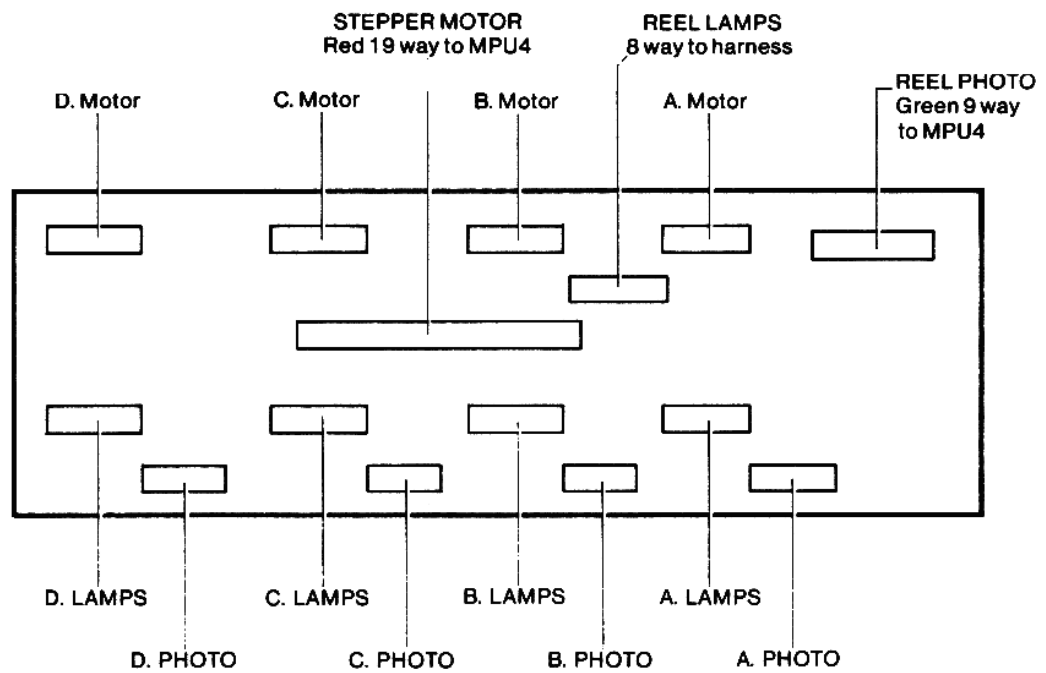 STEPPER MOTOR
Red 19 way to MPU4
REEL LAMPS
8 way to harness
REEL PHOTO
Green 9 way
to MPU4
D. Motor
C. Motor
B. Motor
A. Motor
D. LAMPS
C. LAMPS
B. LAMPS
A. LAMPS
D. PHOTO
C. PHOTO
B. PHOTO
A. PHOTO